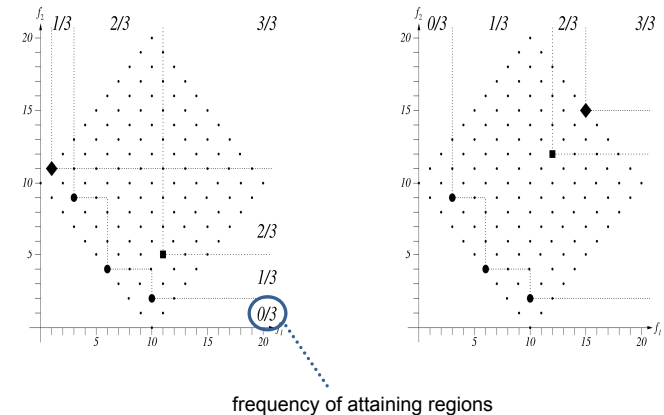 f₂
1/3 2/3 3/3
20
15
10
5
2/3
1/3
0/3
5 10 15 20 f₁
f₂
0/3 1/3 2/3 3/3
20
15
10
5
5 10 15 20 f₁
frequency of attaining regions